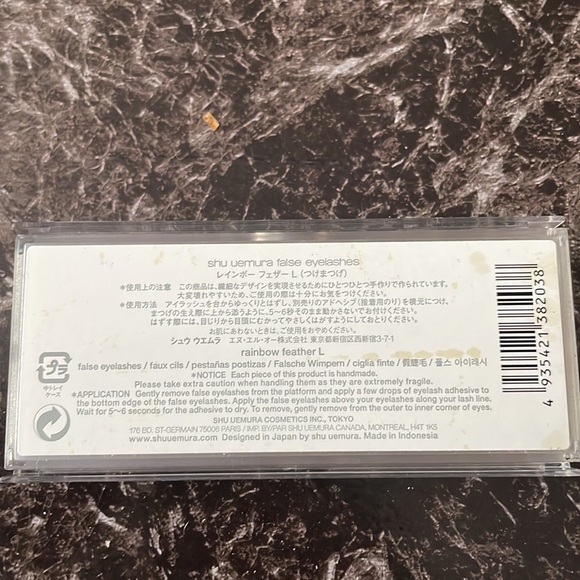 shu uemura false eyelashes
レインボー フェザー L (つけまつげ)
*使用上の注意 この商品は、繊細なデザインを実現させるためにひとつひとつ手作りで作られています。
大変壊れやすいため、ご使用の際は十分にお気をつけください。
*使用方法 アイラッシュを台からゆっくりとはずし、別売りのアドヘシブ(接着用のり)を根元につけ、
まつげの生え際に上から添うように、5~6秒そのまま動かさないでお付けください。
はずす際は、目尻から目頭にむかってやさしくはがすようにお取りください。
お肌にあわないときは、ご使用をおやめください。
シュウ ウエムラ エヌ・エル・オー株式会社 東京都新宿区西新宿3-7-1
rainbow feather L
false eyelashes / faux cils / pestañas postizas / Falsche Wimpern / ciglia finte / 假睫毛 / 폴스 아이래시
*NOTICE Each piece of this product is handmade.
Please take extra caution when handling them as they are extremely fragile.
*APPLICATION Gently remove false eyelashes from the platform and apply a few drops of eyelash adhesive to
the bottom edge of the false eyelashes. Apply the false eyelashes above your eyelashes along your lash line.
Wait for 5~6 seconds for the adhesive to dry. To remove, gently remove from the outer to inner corner of eyes.
SHU UEMURA COSMETICS INC., TOKYO
176 BD. ST-GERMAIN 75006 PARIS / IMP. BY/PAR SHU UEMURA CANADA, MONTREAL, H4T 1K5
www.shuuemura.com Designed in Japan by shu uemura. Made in Indonesia
プラ
中トレイ
ケース
4 935421 382038